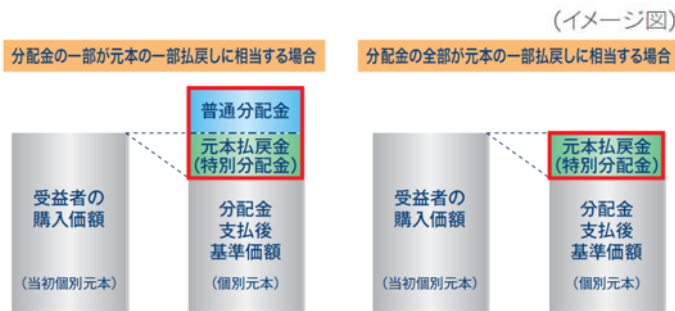 (イメージ図)
分配金の一部が元本の一部払戻しに相当する場合
普通分配金
元本払戻金
(特別分配金)
受益者の
購入価額
(当初個別元本)
分配金
支払後
基準価額
(個別元本)
分配金の全部が元本の一部払戻しに相当する場合
元本払戻金
(特別分配金)
受益者の
購入価額
(当初個別元本)
分配金
支払後
基準価額
(個別元本)